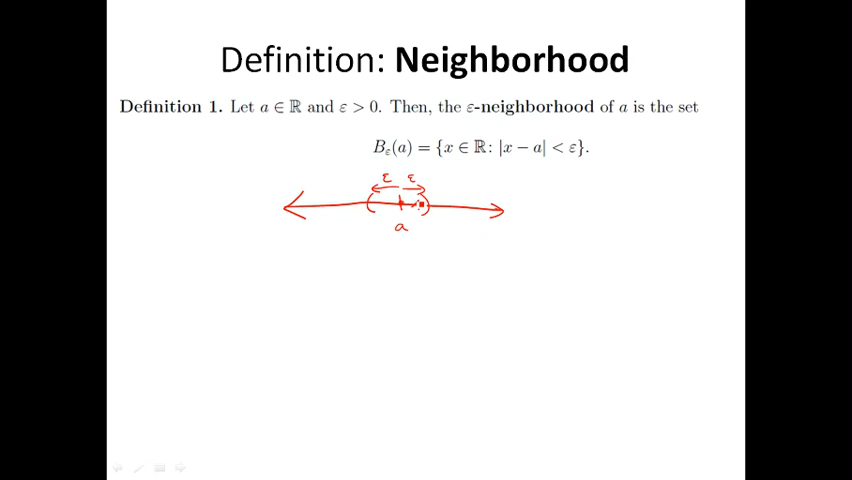 Definition: Neighborhood
Definition 1. Let a ∈ ℝ and ε > 0. Then, the ε-neighborhood of a is the set
B_ε(a) = {x ∈ ℝ: |x − a| < ε}.
ε ε
a